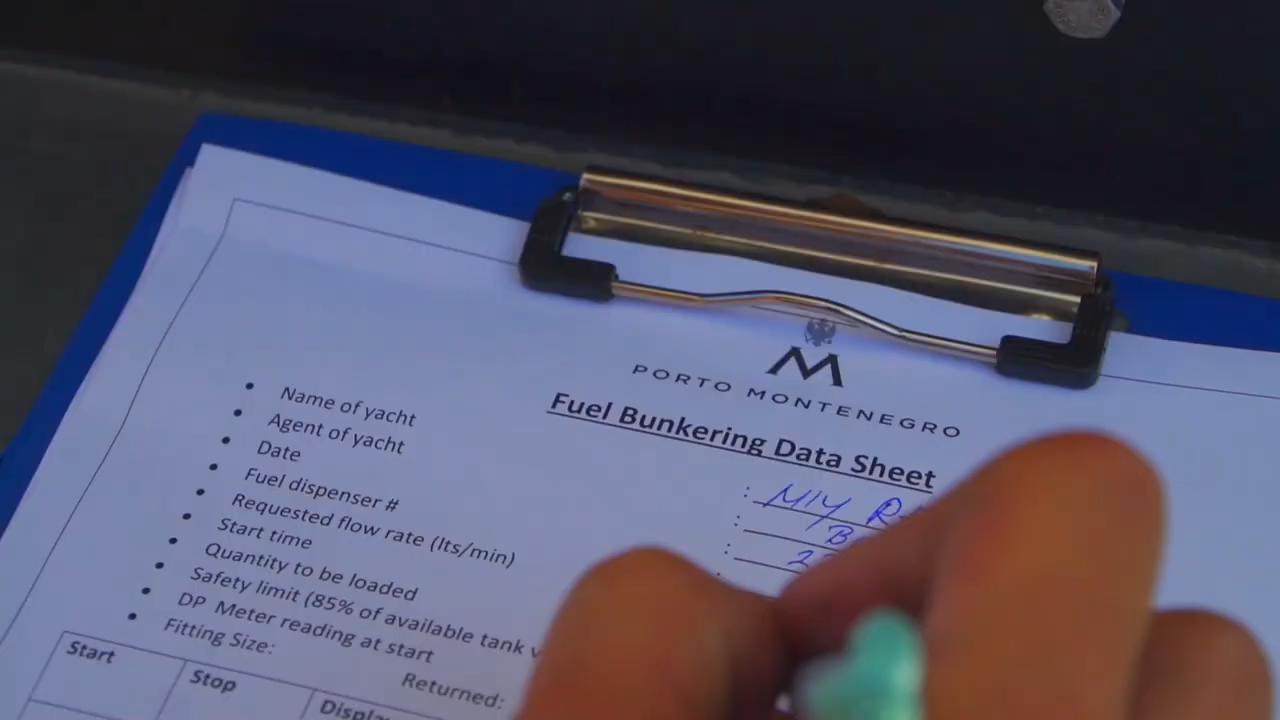 M
PORTO MONTENEGRO
Fuel Bunkering Data Sheet
Name of yacht : M/Y
Agent of yacht :
Date :
Fuel dispenser # :
Requested flow rate (lts/min)
Start time
Quantity to be loaded
Safety limit (85% of available tank
DP Meter reading at start
Fitting Size: Returned:
Start Stop